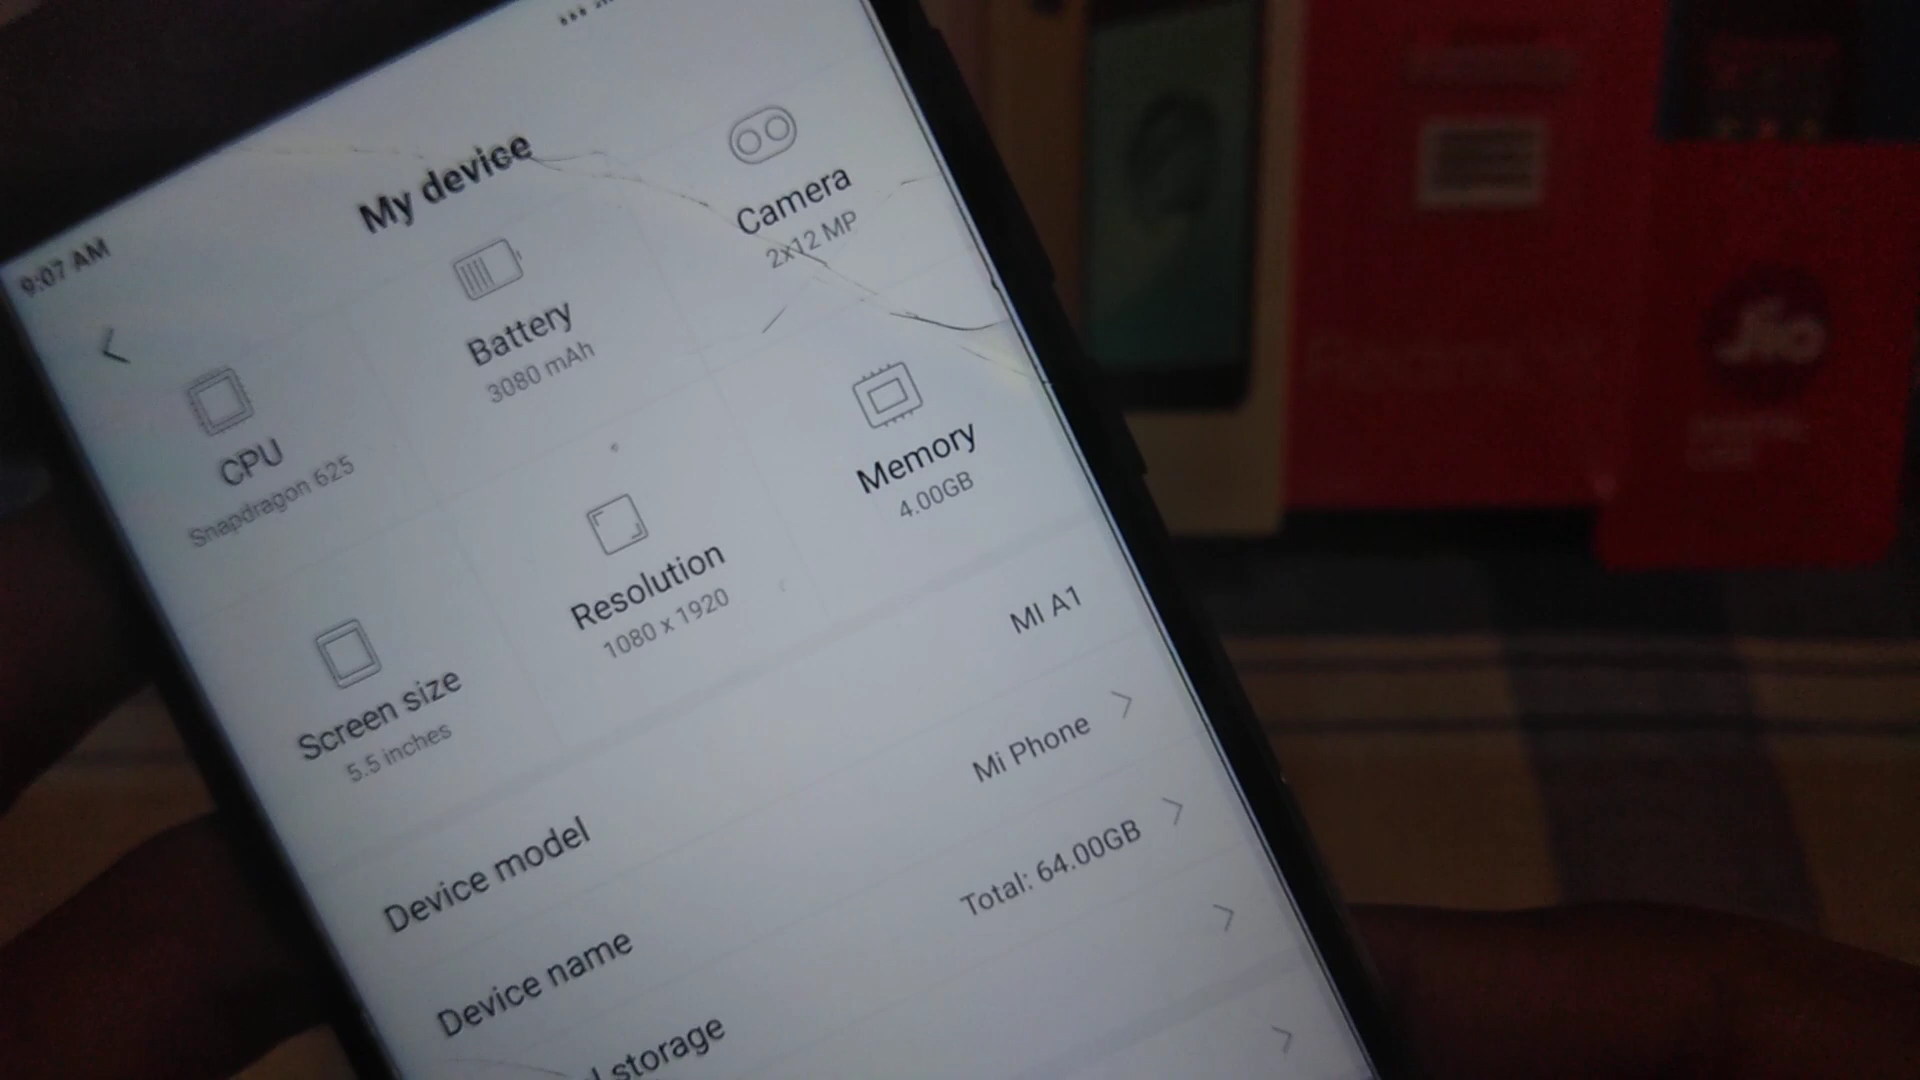 9:07 AM
My device
CPU
Snapdragon 625
Battery
3080 mAh
Camera
2x12 MP
Screen size
5.5 inches
Resolution
1080 x 1920
Memory
4.00GB
Device model
MI A1
Device name
Mi Phone
storage
Total: 64.00GB
Jio